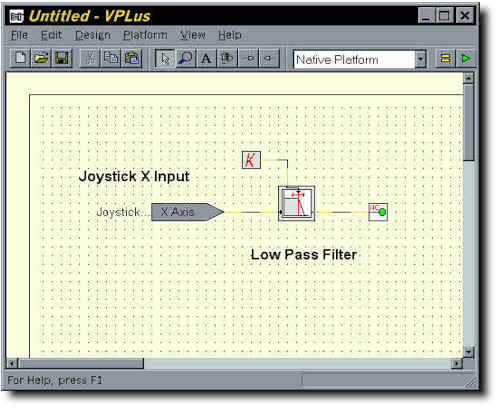 Untitled - VPLus
File Edit Design Platform View Help
A Native Platform
K
Joystick X Input
Joystick... X Axis
Low Pass Filter
For Help, press F1